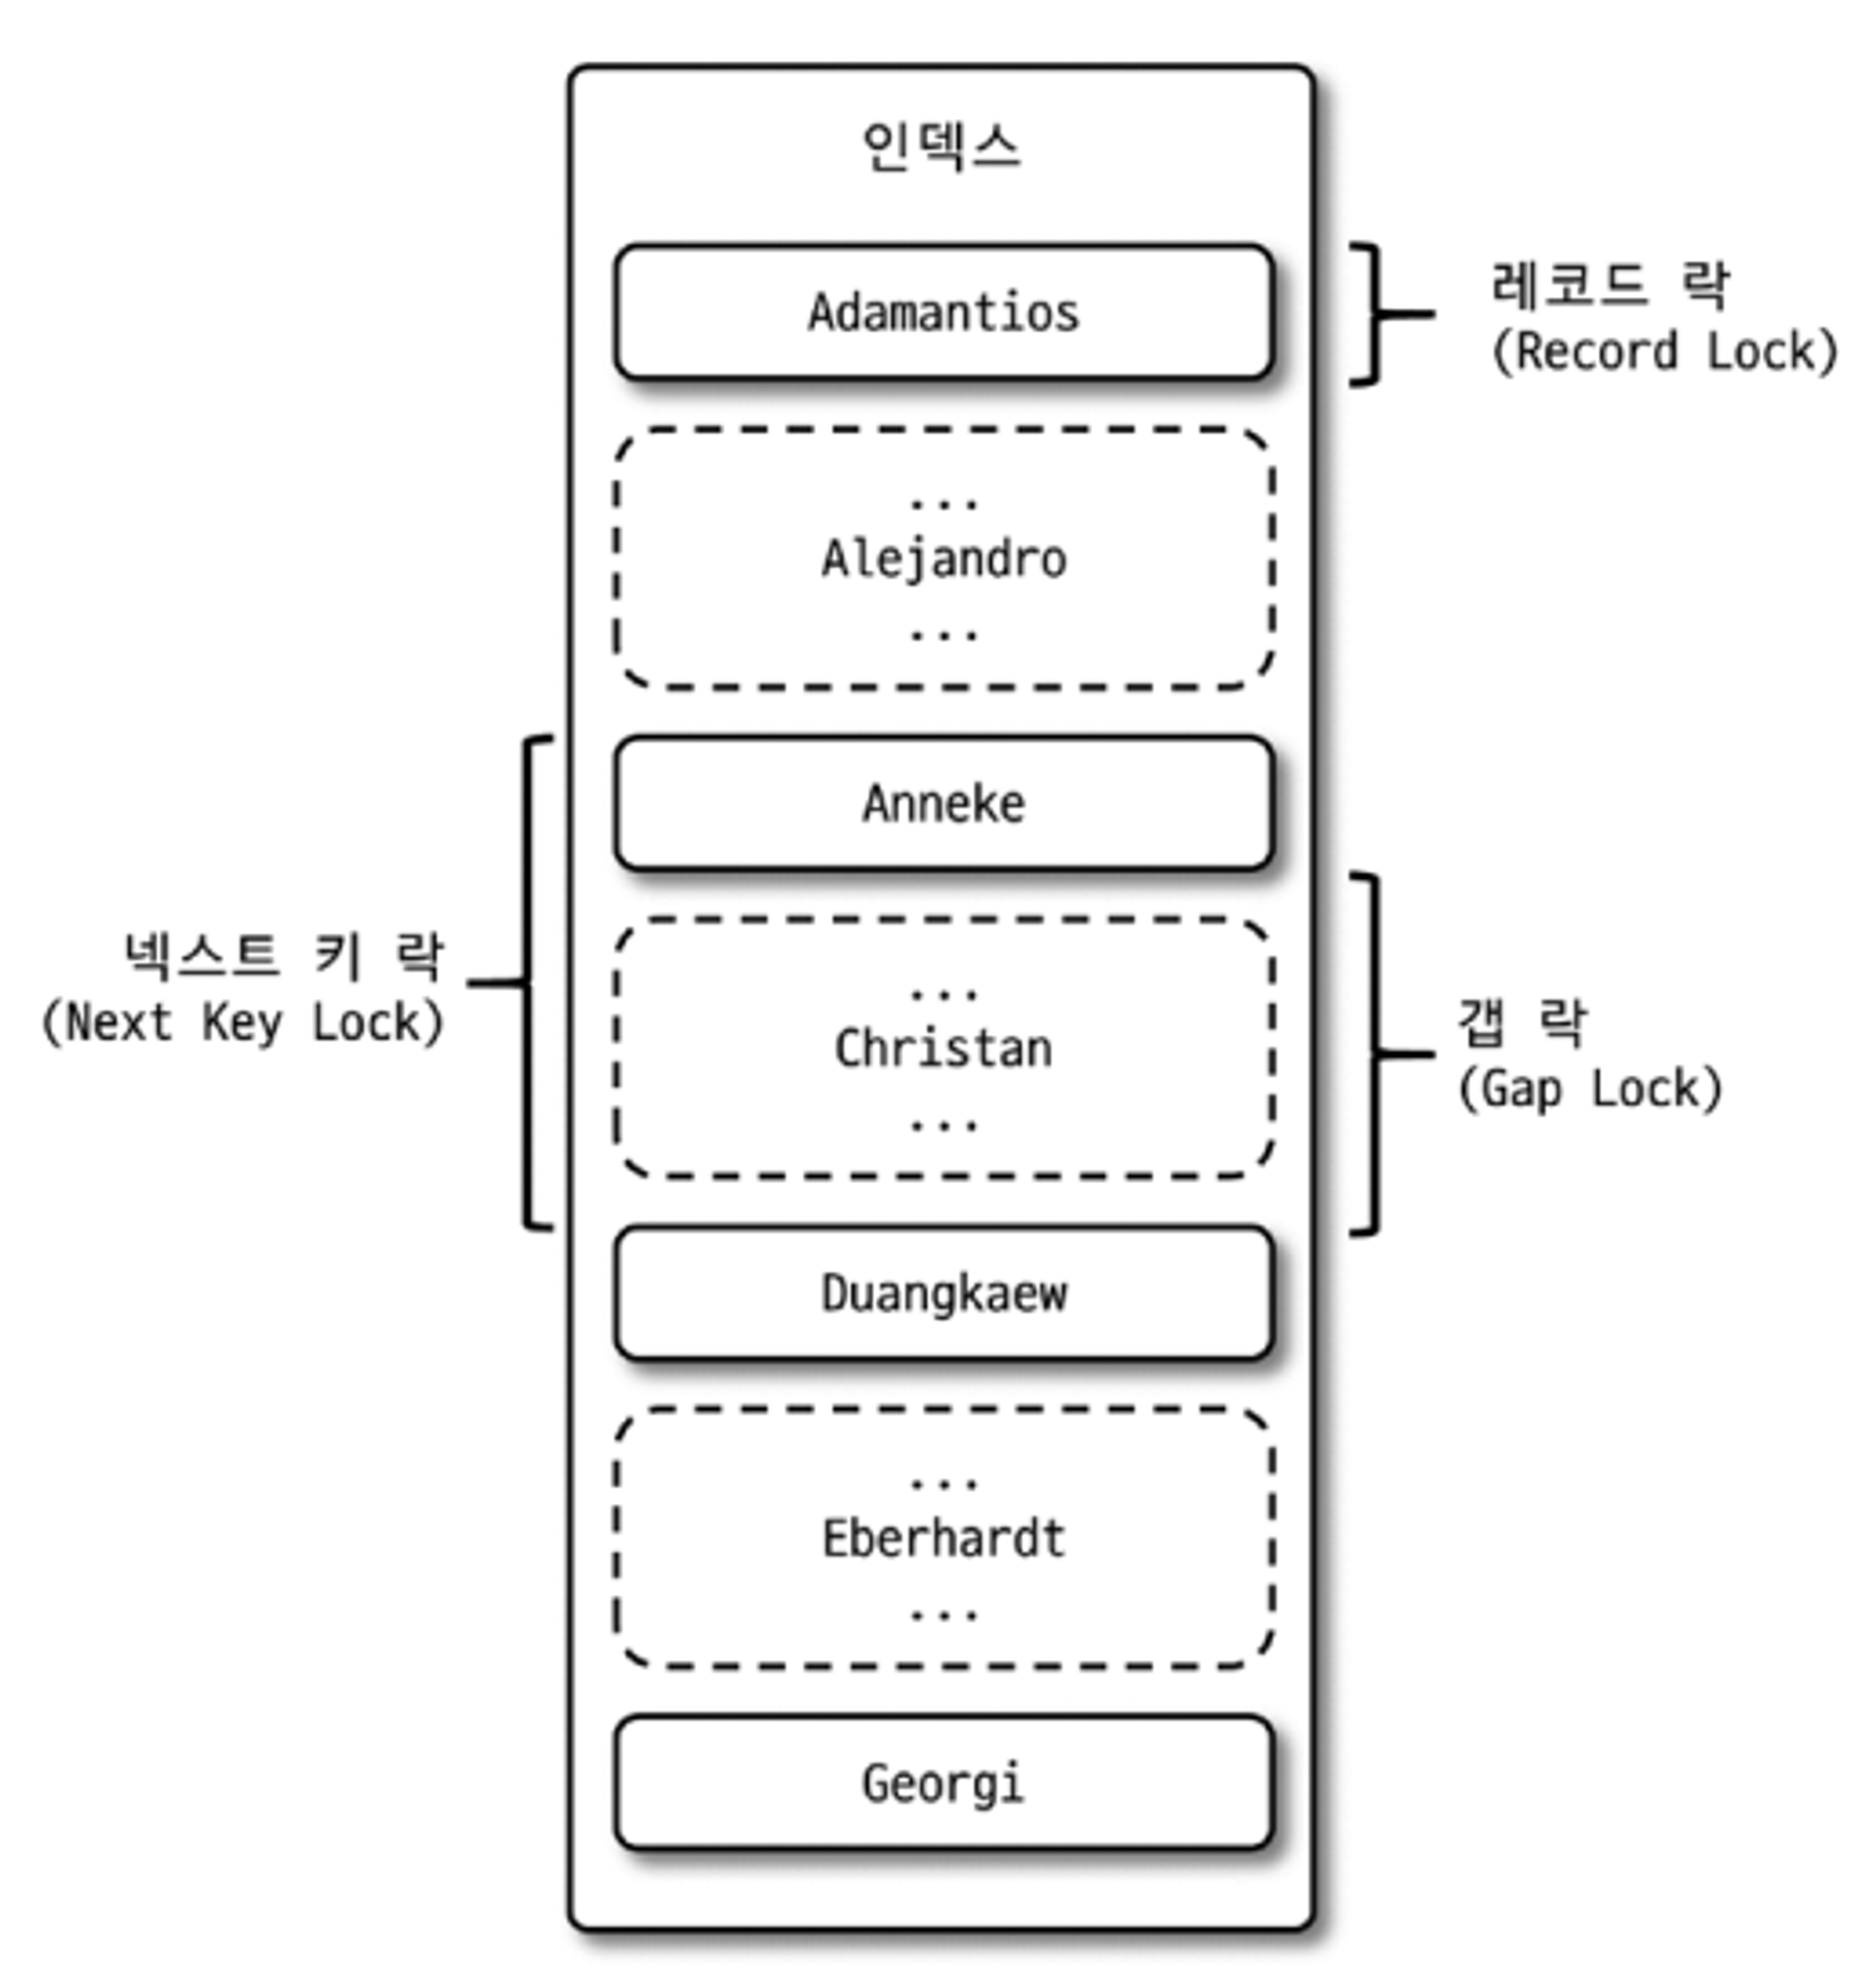 인덱스
Adamantios
레코드 락
(Record Lock)
...
Alejandro
...
Anneke
넥스트 키 락
(Next Key Lock)
...
Christan
...
갭 락
(Gap Lock)
Duangkaew
...
Eberhardt
...
Georgi